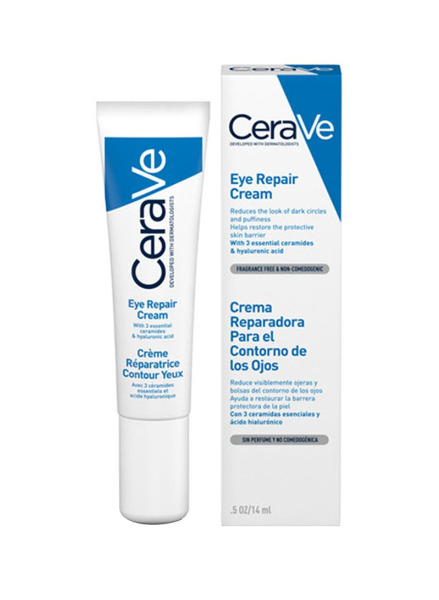 CeraVe
DEVELOPED WITH DERMATOLOGISTS
Eye Repair
Cream
With 3 essential
ceramides
& hyaluronic acid
Crème
Réparatrice
Contour Yeux
Avec 3 céramides
essentiels et
acide hyaluronique
CeraVe
DEVELOPED WITH DERMATOLOGISTS
Eye Repair
Cream
Reduces the look of dark circles
and puffiness
Helps restore the protective
skin barrier
With 3 essential ceramides
& hyaluronic acid
FRAGRANCE FREE & NON-COMEDOGENIC
Crema
Reparadora
Para el
Contorno de
los Ojos
Reduce visiblemente ojeras y
bolsas del contorno de los ojos
Ayuda a restaurar la barrera
protectora de la piel
Con 3 ceramidas esenciales y
ácido hialurónico
SIN PERFUME Y NO COMEDOGÉNICA
.5 OZ/14 ml